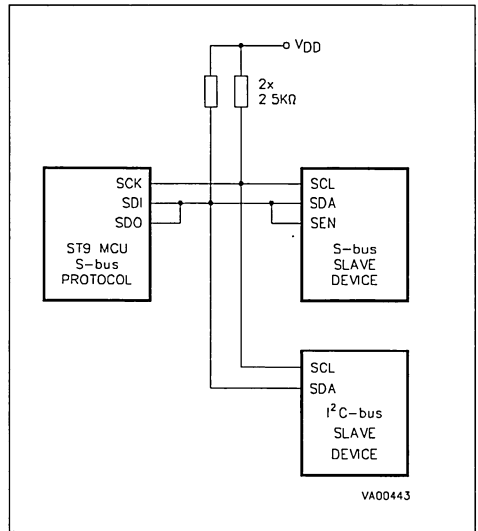 VDD
2x
2 5KΩ
SCK
SDI
SDO
ST9 MCU
S-bus
PROTOCOL
SCL
SDA
SEN
S-bus
SLAVE
DEVICE
SCL
SDA
I²C-bus
SLAVE
DEVICE
VA00443